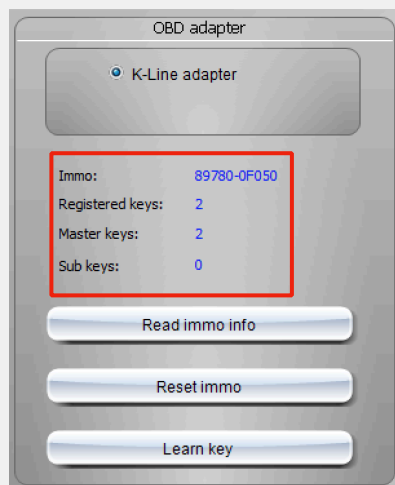 OBD adapter
K-Line adapter
Immo: 89780-0F050
Registered keys: 2
Master keys: 2
Sub keys: 0
Read immo info
Reset immo
Learn key